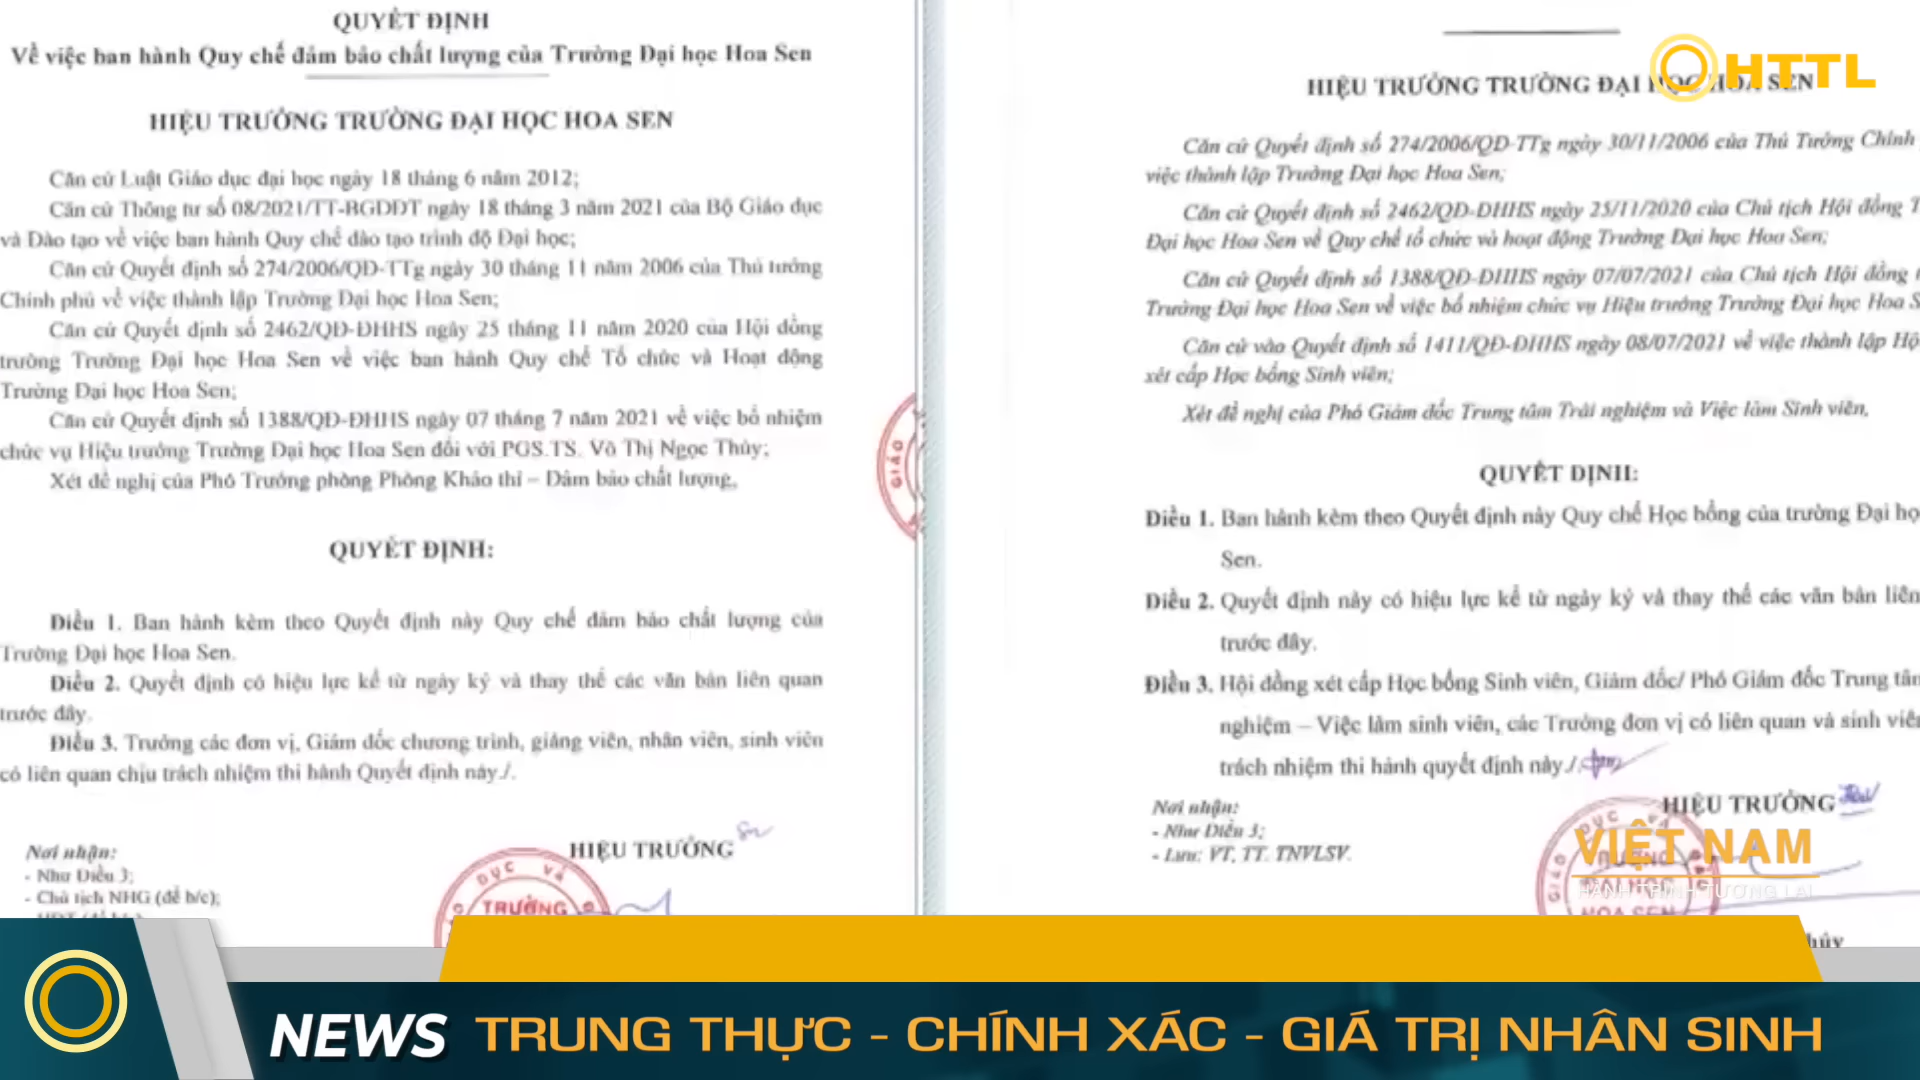 QUYẾT ĐỊNH
Về việc ban hành Quy chế đảm bảo chất lượng của Trường Đại học Hoa Sen
HIỆU TRƯỞNG TRƯỜNG ĐẠI HỌC HOA SEN
Căn cứ Luật Giáo dục đại học ngày 18 tháng 6 năm 2012;
Căn cứ Thông tư số 08/2021/TT-BGDĐT ngày 18 tháng 3 năm 2021 của Bộ Giáo dục
và Đào tạo về việc ban hành Quy chế đào tạo trình độ Đại học;
Căn cứ Quyết định số 274/2006/QĐ-TTg ngày 30 tháng 11 năm 2006 của Thủ tướng
Chính phủ về việc thành lập Trường Đại học Hoa Sen;
Căn cứ Quyết định số 2462/QĐ-ĐHHS ngày 25 tháng 11 năm 2020 của Hội đồng
trường Trường Đại học Hoa Sen về việc ban hành Quy chế Tổ chức và Hoạt động
Trường Đại học Hoa Sen;
Căn cứ Quyết định số 1388/QĐ-ĐHHS ngày 07 tháng 7 năm 2021 về việc bổ nhiệm
chức vụ Hiệu trưởng Trường Đại học Hoa Sen đối với PGS.TS. Võ Thị Ngọc Thúy;
Xét đề nghị của Phó Trưởng phòng Phòng Khảo thí – Đảm bảo chất lượng,
QUYẾT ĐỊNH:
Điều 1. Ban hành kèm theo Quyết định này Quy chế đảm bảo chất lượng của
Trường Đại học Hoa Sen.
Điều 2. Quyết định có hiệu lực kể từ ngày ký và thay thế các văn bản liên quan
trước đây.
Điều 3. Trưởng các đơn vị, Giám đốc chương trình, giảng viên, nhân viên, sinh viên
có liên quan chịu trách nhiệm thi hành Quyết định này./.
Nơi nhận:
- Như Điều 3;
- Chủ tịch NHG (để b/c);
HIỆU TRƯỞNG
DỤC VÀ
TRƯỜNG
GIÁO
HTTL
HIỆU TRƯỞNG TRƯỜNG ĐẠI HỌC HOA SEN
Căn cứ Quyết định số 274/2006/QĐ-TTg ngày 30/11/2006 của Thủ Tướng Chính
việc thành lập Trường Đại học Hoa Sen;
Căn cứ Quyết định số 2462/QĐ-ĐHHS ngày 25/11/2020 của Chủ tịch Hội đồng
Đại học Hoa Sen về Quy chế tổ chức và hoạt động Trường Đại học Hoa Sen;
Căn cứ Quyết định số 1388/QĐ-ĐHHS ngày 07/07/2021 của Chủ tịch Hội đồng
Trường Đại học Hoa Sen về việc bổ nhiệm chức vụ Hiệu trưởng Trường Đại học Hoa
Căn cứ vào Quyết định số 1411/QĐ-ĐHHS ngày 08/07/2021 về việc thành lập
xét cấp Học bổng Sinh viên;
Xét đề nghị của Phó Giám đốc Trung tâm Trải nghiệm và Việc làm Sinh viên,
QUYẾT ĐỊNH:
Điều 1. Ban hành kèm theo Quyết định này Quy chế Học bổng của trường Đại
Sen.
Điều 2. Quyết định này có hiệu lực kể từ ngày ký và thay thế các văn bản liên
trước đây.
Điều 3. Hội đồng xét cấp Học bổng Sinh viên, Giám đốc/ Phó Giám đốc Trung
nghiệm – Việc làm sinh viên, các Trưởng đơn vị có liên quan và sinh
trách nhiệm thi hành quyết định này./.
Nơi nhận:
- Như Điều 3;
- Lưu: VT, TT. TNVLSV.
HIỆU TRƯỞNG
VIỆT NAM
HÀNH TRÌNH TƯƠNG LAI
HOA SEN
NEWS TRUNG THỰC - CHÍNH XÁC - GIÁ TRỊ NHÂN SINH